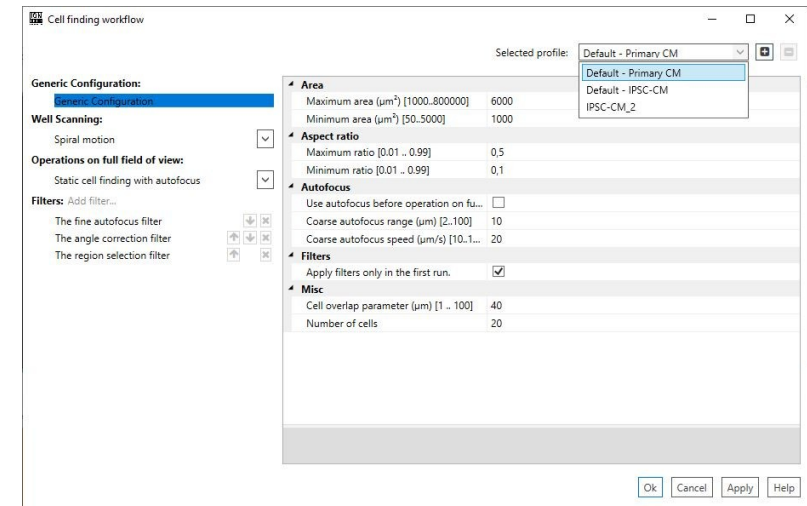 Cell finding workflow
Selected profile: Default - Primary CM
Default - Primary CM
Default - IPSC-CM
IPSC-CM_2
Generic Configuration:
Generic Configuration
Well Scanning:
Spiral motion
Operations on full field of view:
Static cell finding with autofocus
Filters: Add filter...
The fine autofocus filter
The angle correction filter
The region selection filter
Area
Maximum area (µm²) [1000..800000] 6000
Minimum area (µm²) [50..5000] 1000
Aspect ratio
Maximum ratio [0.01 .. 0.99] 0,5
Minimum ratio [0.01 .. 0.99] 0,1
Autofocus
Use autofocus before operation on fu...
Coarse autofocus range (µm) [2..100] 10
Coarse autofocus speed (µm/s) [10..1... 20
Filters
Apply filters only in the first run.
Misc
Cell overlap parameter (µm) [1 .. 100] 40
Number of cells 20
Ok Cancel Apply Help